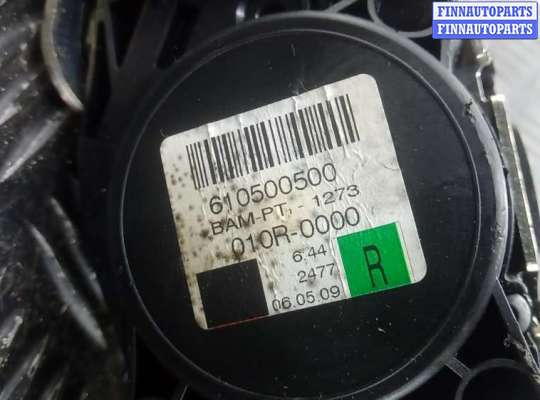 FINNAUTOPARTS
FINNAUTOPARTS
610500500
BAM-PT, - 1273
010R-0000
6.44
2477
06.05.09
R